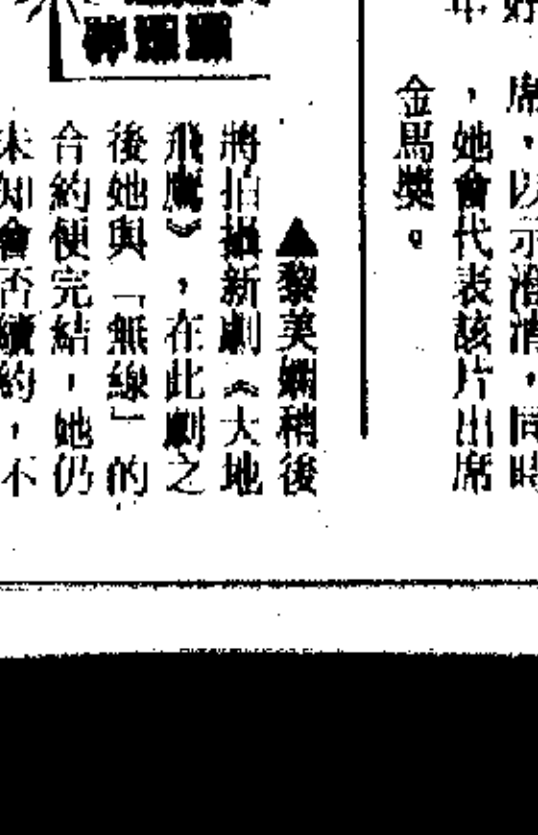 席，以示澄清，同時
，她會代表該片出席
金馬獎。
▲黎美嫻稍後
將拍攝新劇《大地
飛鷹》，在此劇之
後她與「無線」的
合約便完結，她仍
未知會否續約，不